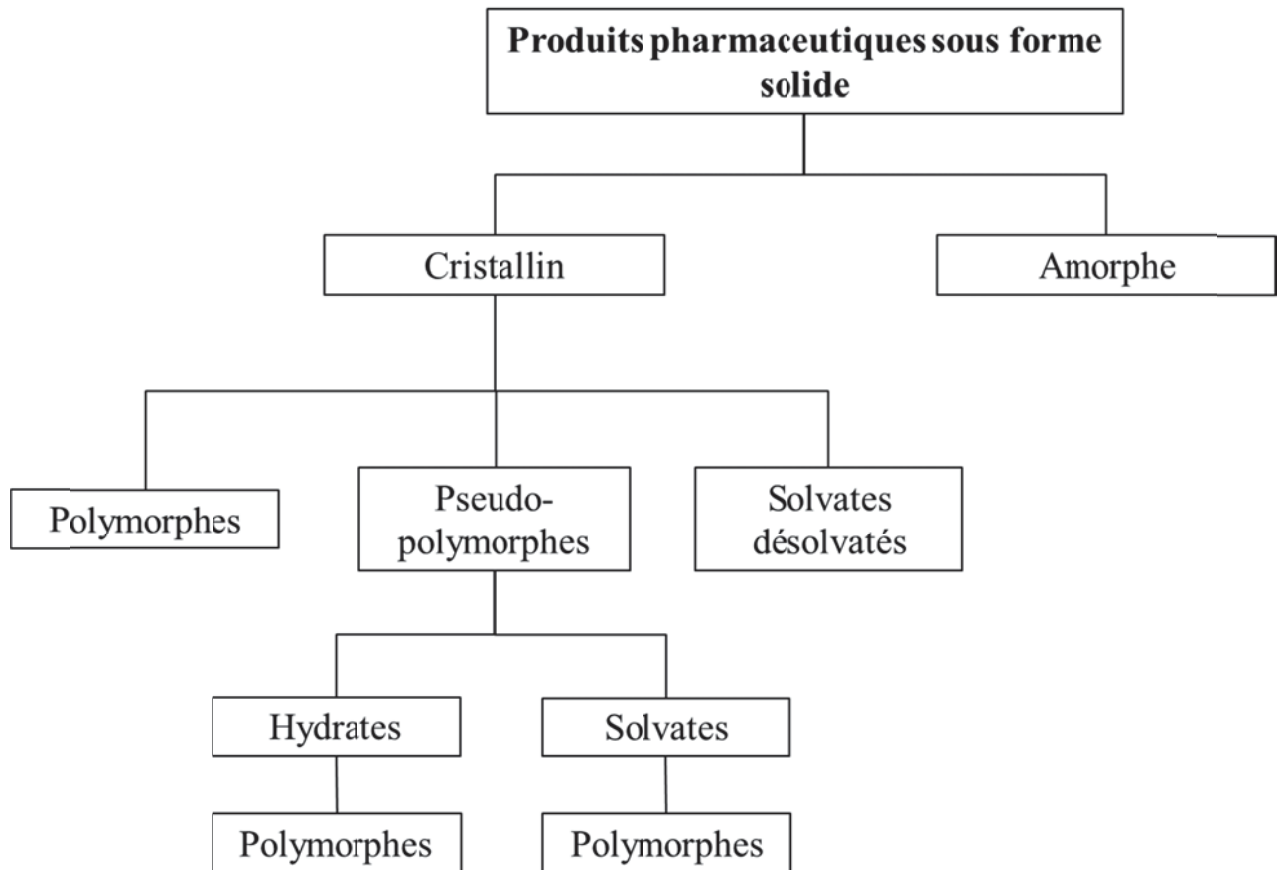 Produits pharmaceutiques sous forme
solide
Cristallin
Amorphe
Polymorphes
Pseudo-
polymorphes
Solvates
désolvatés
Hydrates
Solvates
Polymorphes
Polymorphes